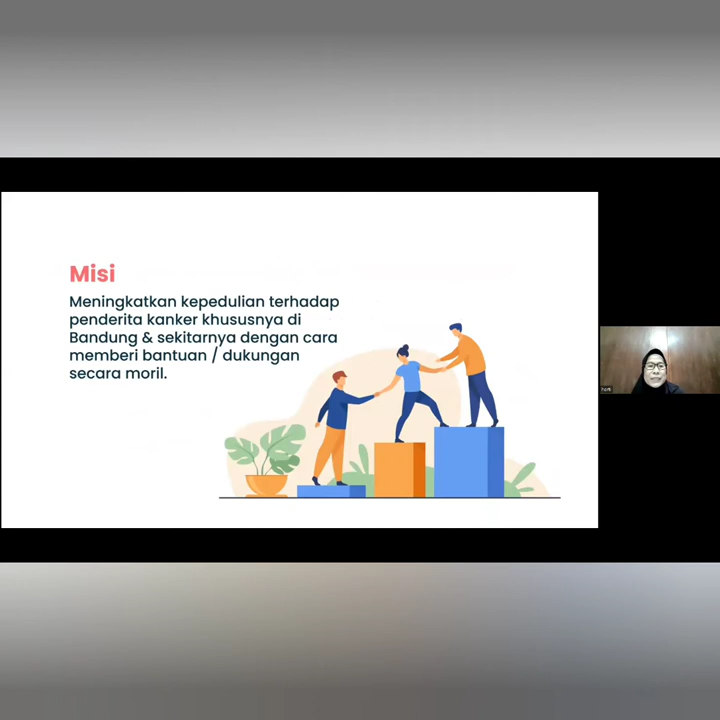 Misi
Meningkatkan kepedulian terhadap
penderita kanker khususnya di
Bandung & sekitarnya dengan cara
memberi bantuan / dukungan
secara moril.